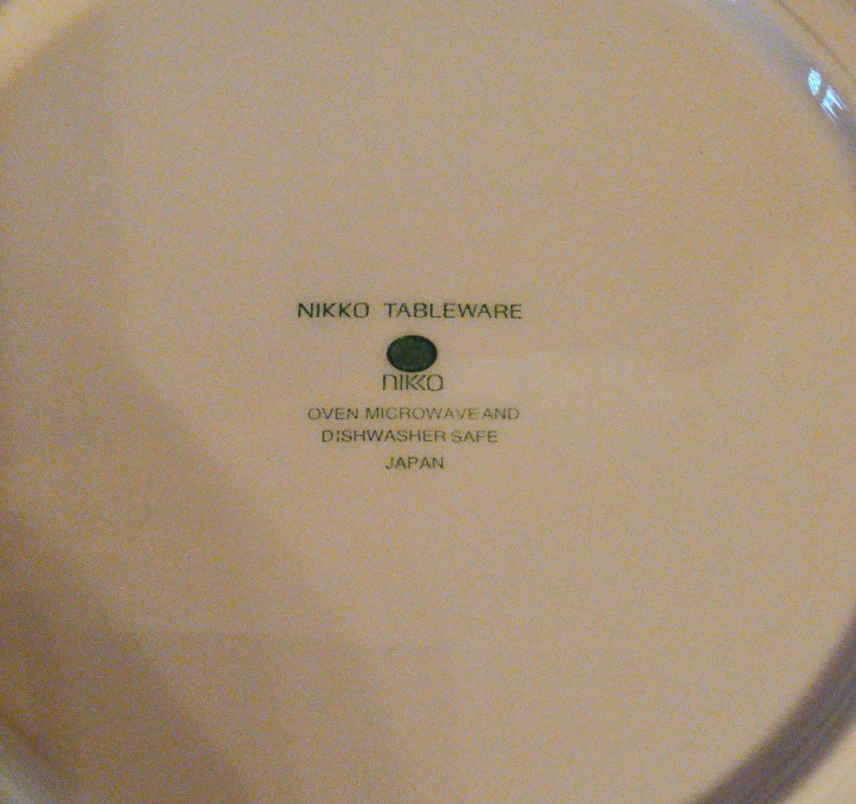 NIKKO TABLEWARE
nikko
OVEN MICROWAVE AND
DISHWASHER SAFE
JAPAN